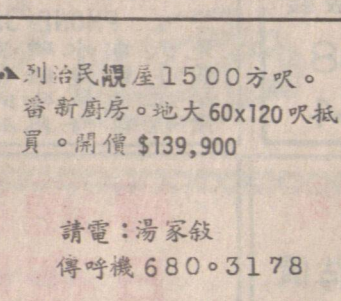 列治民覜屋1500方呎。
番新廚房。地大60x120呎抵
買。開價 $139,900
請電：湯家敍
傳呼機680。3178